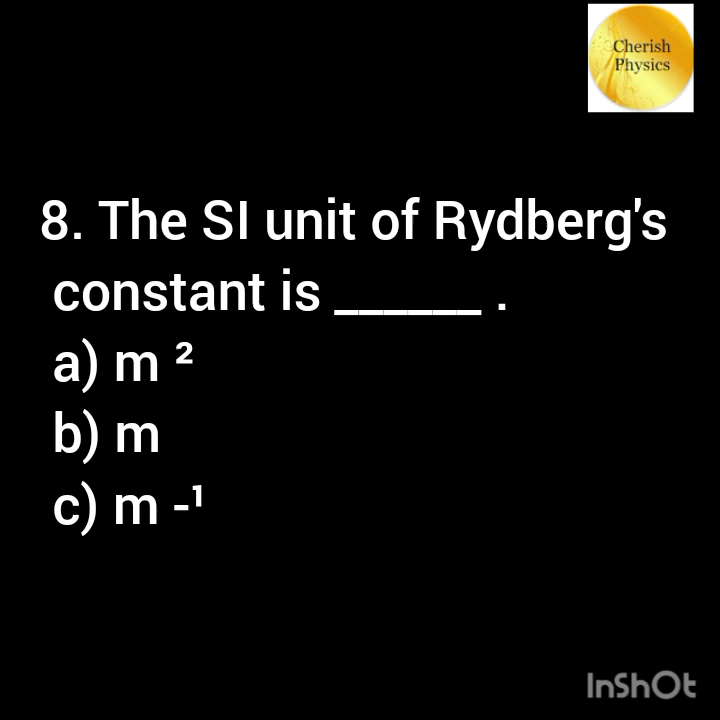 Cherish
Physics
8. The SI unit of Rydberg's
constant is ______ .
a) m ²
b) m
c) m -¹
InShOt